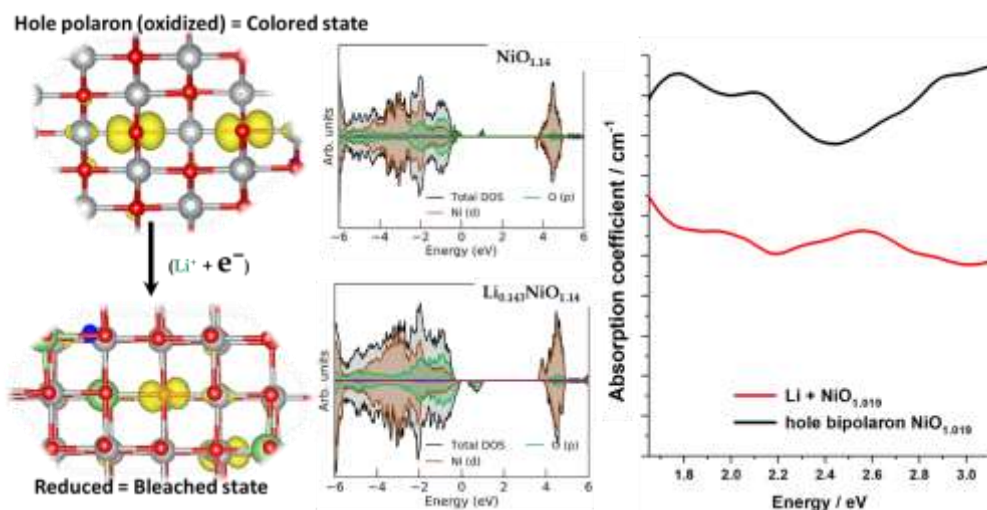 Hole polaron (oxidized) = Colored state
(Li⁺ + e⁻)
Reduced = Bleached state
NiO₁.₁₄
Arb. units
Total DOS
O (p)
Ni (d)
−6 −4 −2 0 2 4 6
Energy (eV)
Li₀.₁₄₃NiO₁.₁₄
Arb. units
Total DOS
O (p)
Ni (d)
−6 −4 −2 0 2 4 6
Energy (eV)
Absorption coefficient / cm⁻¹
Li + NiO₁.₀₁₉
hole bipolaron NiO₁.₀₁₉
1.8 2.0 2.2 2.4 2.6 2.8 3.0
Energy / eV